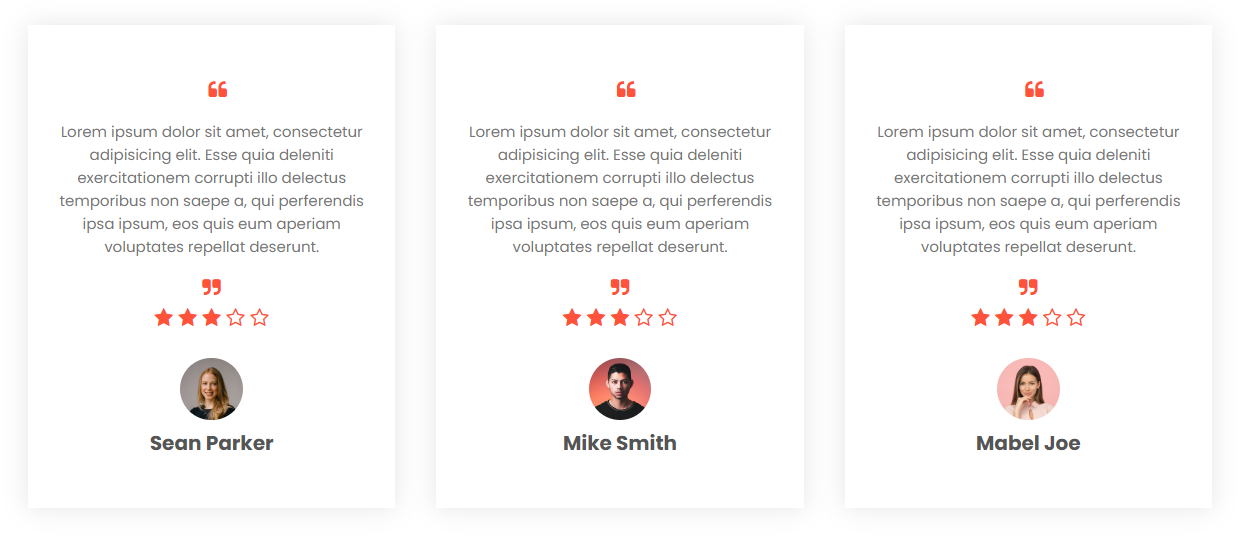 ❝
Lorem ipsum dolor sit amet, consectetur
adipisicing elit. Esse quia deleniti
exercitationem corrupti illo delectus
temporibus non saepe a, qui perferendis
ipsa ipsum, eos quis eum aperiam
voluptates repellat deserunt.
❞
Sean Parker
❝
Lorem ipsum dolor sit amet, consectetur
adipisicing elit. Esse quia deleniti
exercitationem corrupti illo delectus
temporibus non saepe a, qui perferendis
ipsa ipsum, eos quis eum aperiam
voluptates repellat deserunt.
❞
Mike Smith
❝
Lorem ipsum dolor sit amet, consectetur
adipisicing elit. Esse quia deleniti
exercitationem corrupti illo delectus
temporibus non saepe a, qui perferendis
ipsa ipsum, eos quis eum aperiam
voluptates repellat deserunt.
❞
Mabel Joe